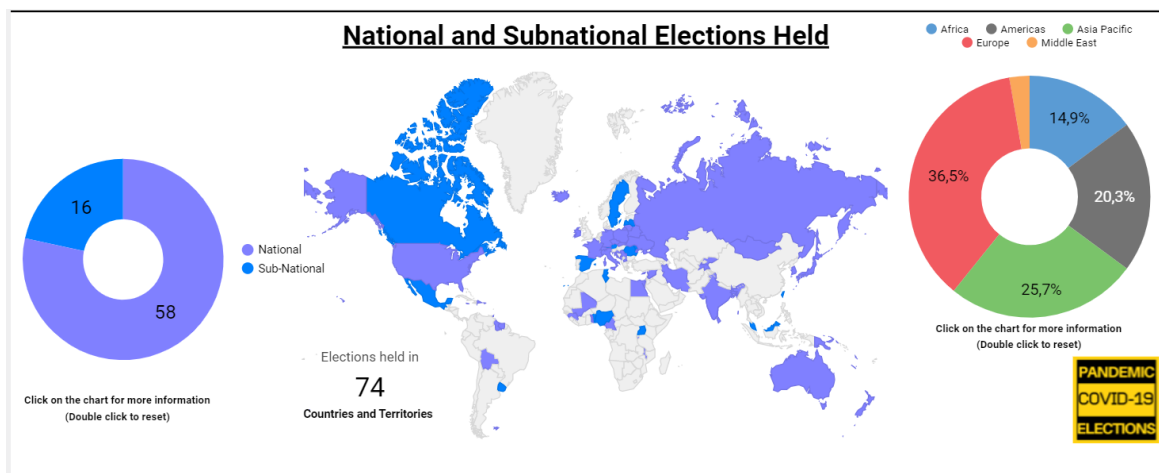 National and Subnational Elections Held
16
58
National
Sub-National
Click on the chart for more information
(Double click to reset)
Elections held in
74
Countries and Territories
Africa
Americas
Asia Pacific
Europe
Middle East
14,9%
36,5%
20,3%
25,7%
Click on the chart for more information
(Double click to reset)
PANDEMIC
COVID-19
ELECTIONS